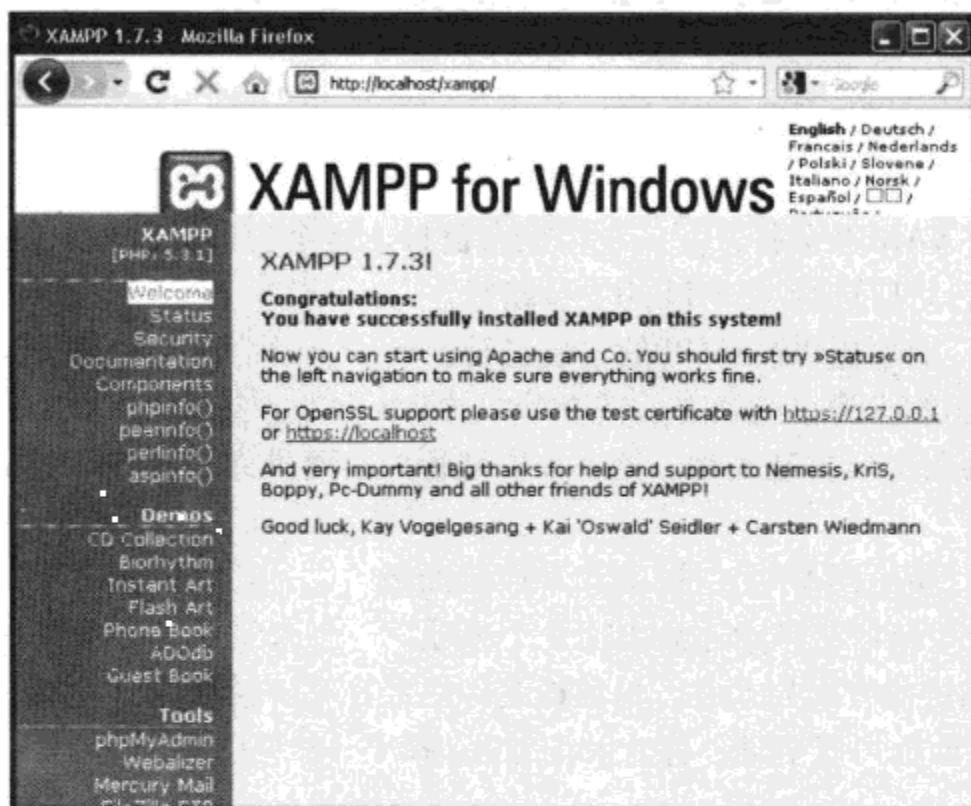 XAMPP 1.7.3 - Mozilla Firefox
http://localhost/xampp/
Google
English / Deutsch /
Francais / Nederlands
/ Polski / Slovene /
Italiano / Norsk /
Español / □□ /
XAMPP for Windows
XAMPP
[PHP: 5.3.1]
Welcome
Status
Security
Documentation
Components
phpinfo()
pearinfo()
perlinfo()
aspinfo()
Demos
CD Collection
Biorhythm
Instant Art
Flash Art
Phone Book
ADOdb
Guest Book
Tools
phpMyAdmin
Webalizer
Mercury Mail
XAMPP 1.7.3!
Congratulations:
You have successfully installed XAMPP on this system!
Now you can start using Apache and Co. You should first try »Status« on
the left navigation to make sure everything works fine.
For OpenSSL support please use the test certificate with https://127.0.0.1
or https://localhost
And very important! Big thanks for help and support to Nemesis, KriS,
Boppy, Pc-Dummy and all other friends of XAMPP!
Good luck, Kay Vogelgesang + Kai 'Oswald' Seidler + Carsten Wiedmann